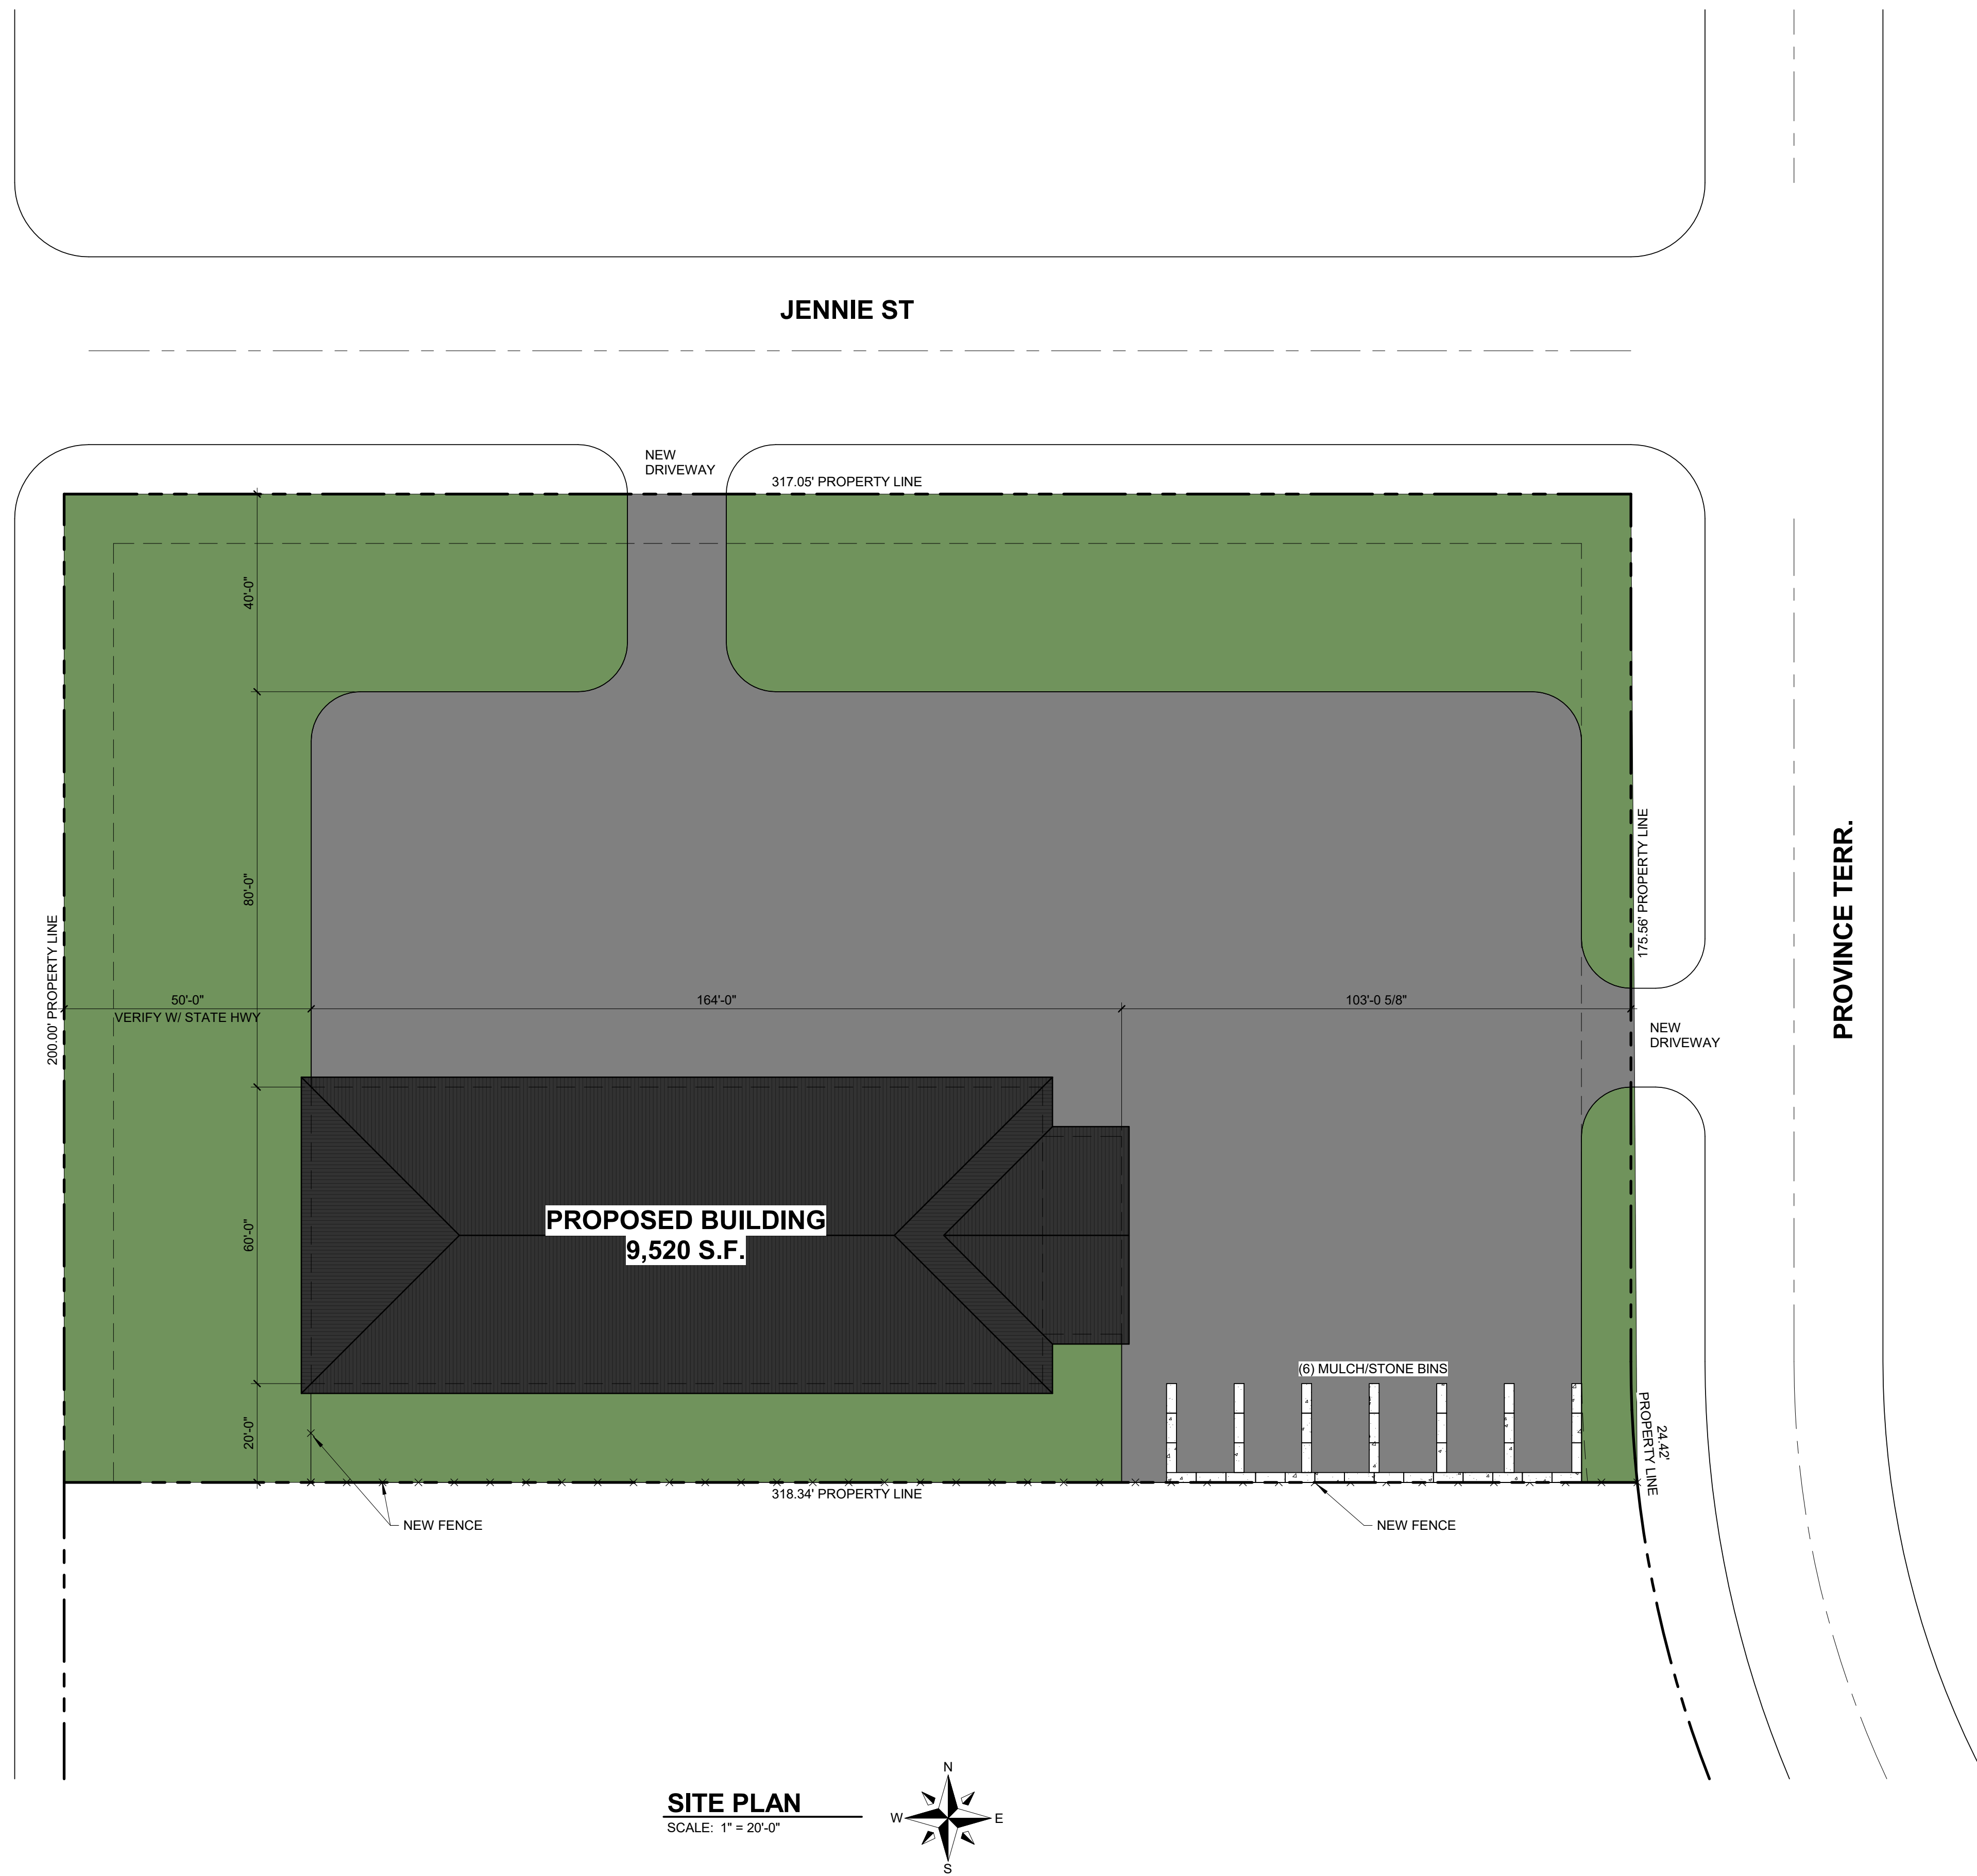 JENNIE ST
NEW
DRIVEWAY
317.05' PROPERTY LINE
40'-0"
80'-0"
175.56' PROPERTY LINE
PROVINCE TERR.
200.00' PROPERTY LINE
50'-0"
VERIFY W/ STATE HWY
164'-0"
103'-0 5/8"
NEW
DRIVEWAY
60'-0"
PROPOSED BUILDING
9,520 S.F.
(6) MULCH/STONE BINS
20'-0"
24.42'
PROPERTY LINE
318.34' PROPERTY LINE
NEW FENCE
NEW FENCE
SITE PLAN
SCALE: 1" = 20'-0"
N
W
E
S